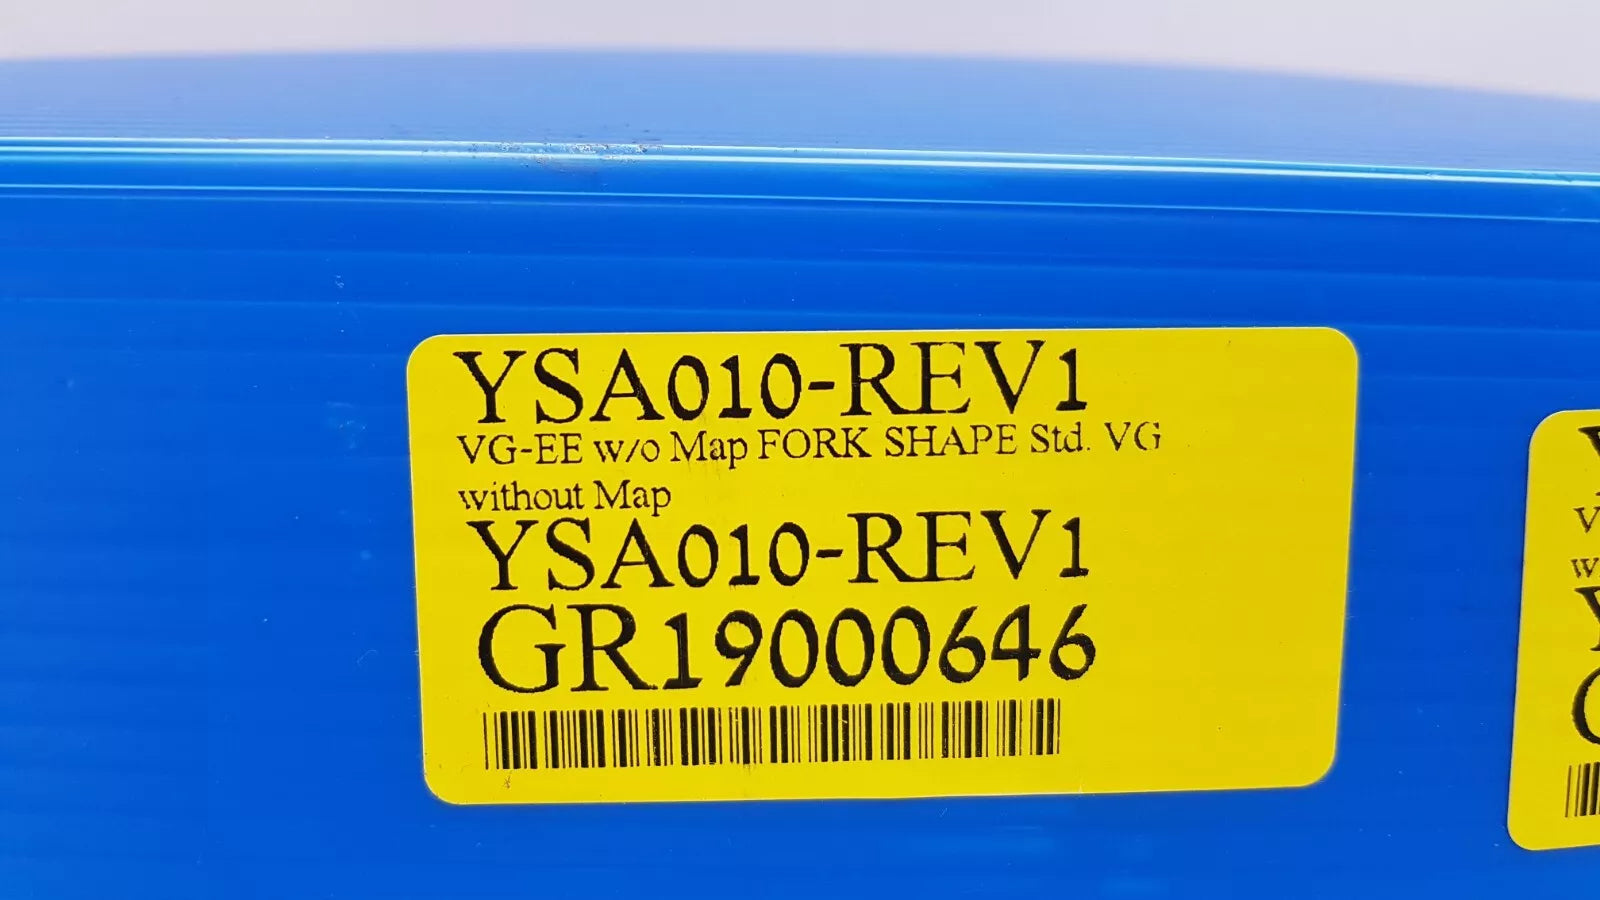 YSA010-REV1
VG-EE w/o Map FORK SHAPE Std. VG
without Map
YSA010-REV1
GR19000646